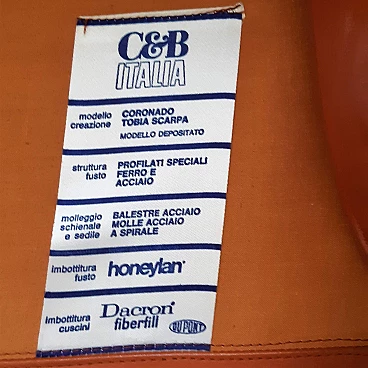 C&B
ITALIA
modello
creazione
CORONADO
TOBIA SCARPA
MODELLO DEPOSITATO
struttura
fusto
PROFILATI SPECIALI
FERRO E
ACCIAIO
molleggio
schienale
e sedile
BALESTRE ACCIAIO
MOLLE ACCIAIO
A SPIRALE
imbottitura
fusto
honeylan®
imbottitura
cuscini
Dacron®
fiberfill
DU PONT